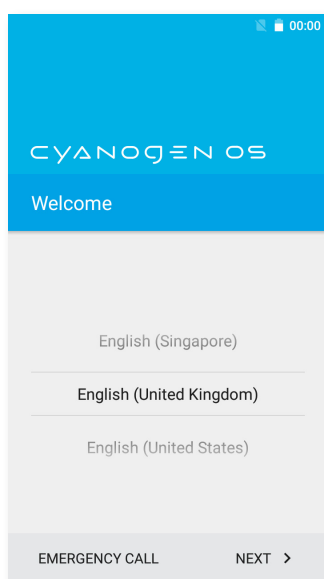 00:00
CYANOGEN OS
Welcome
English (Singapore)
English (United Kingdom)
English (United States)
EMERGENCY CALL NEXT